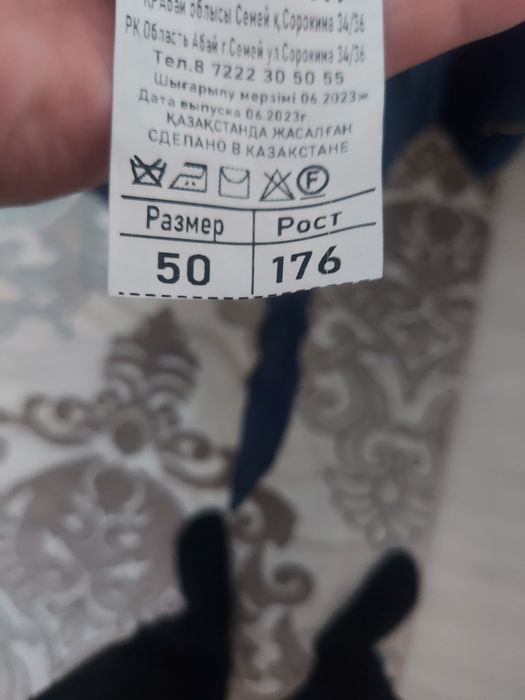 Абай облысы Семей қ.Сорокина 34/36
РК Область Абай г.Семей ул.Сорокина 34/36
Тел.8 7222 30 50 55
Шығарылу мерзімі 06.2023ж
Дата выпуска 06.2023г.
ҚАЗАҚСТАНДА ЖАСАЛҒАН
СДЕЛАНО В КАЗАКСТАНЕ
F
Размер Рост
50 176